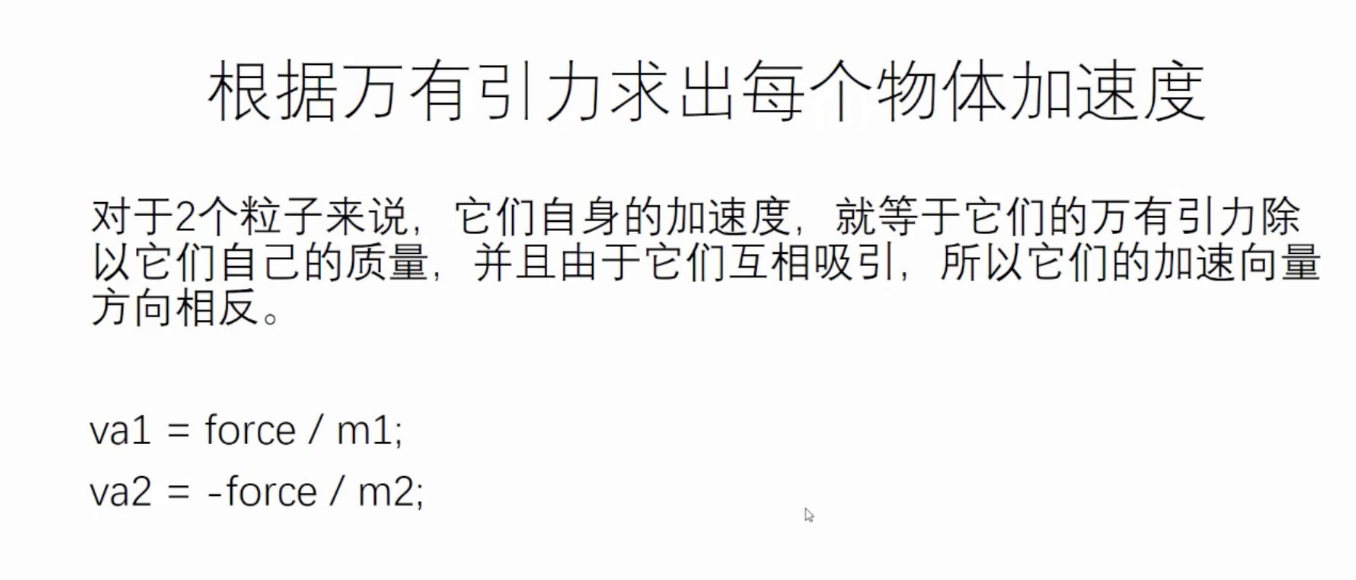 根据万有引力求出每个物体加速度
对于2个粒子来说，它们自身的加速度，就等于它们的万有引力除
以它们自己的质量，并且由于它们互相吸引，所以它们的加速向量
方向相反。
va1 = force / m1;
va2 = -force / m2;